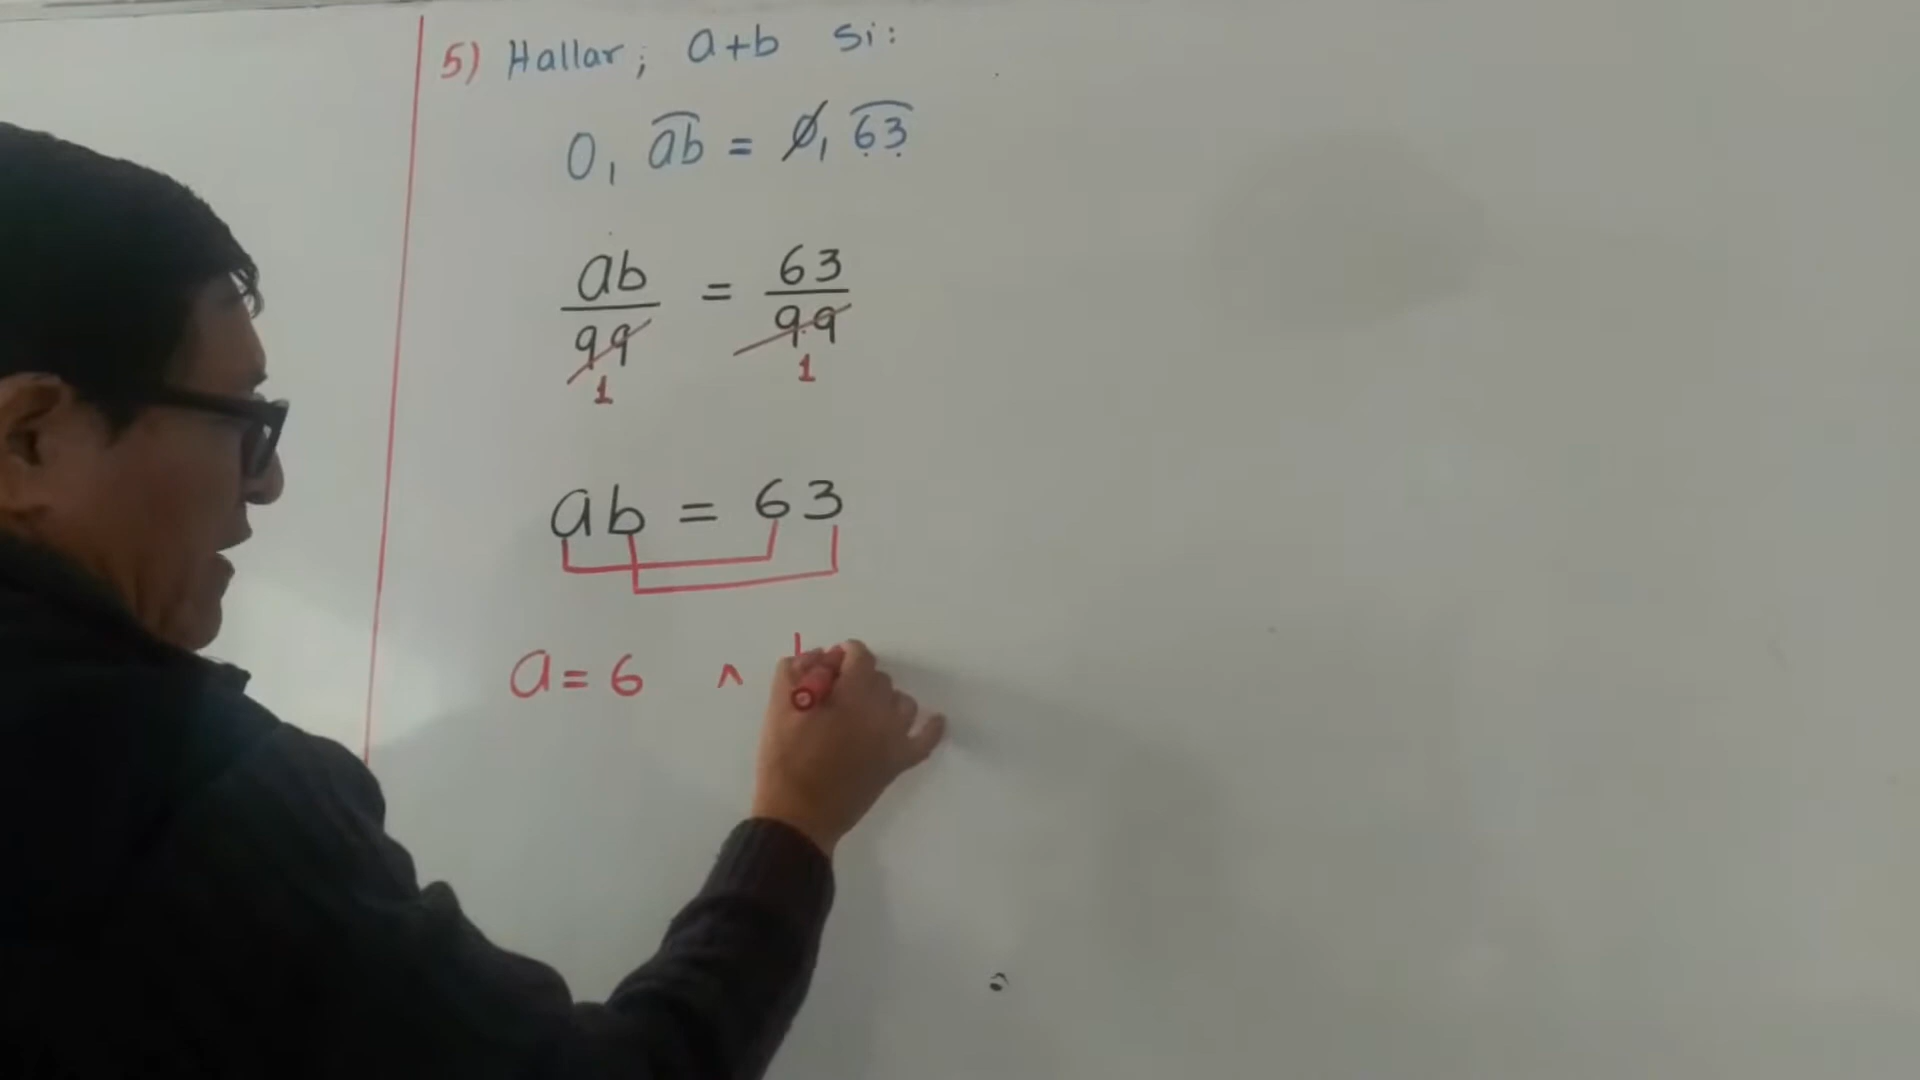 5) Hallar; a+b si:
0, ab = 0, 63
ab/99 = 63/99
1 1
ab = 63
a = 6 ∧ b